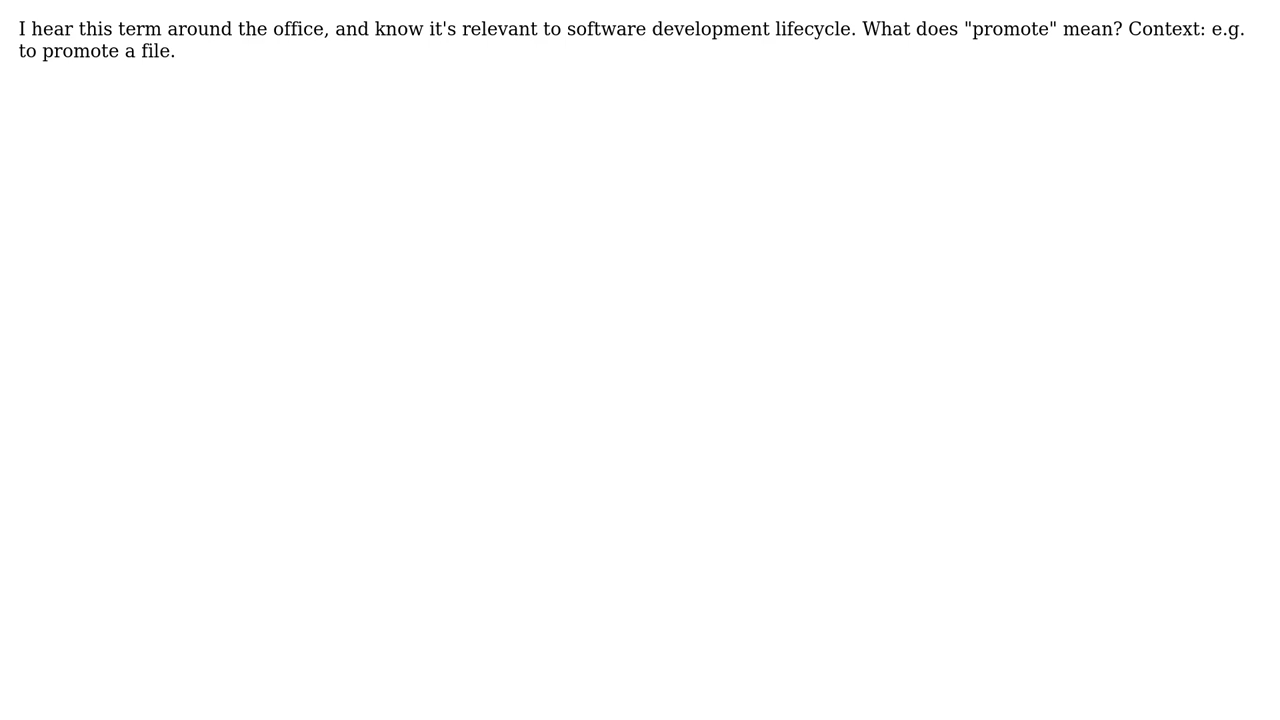 I hear this term around the office, and know it's relevant to software development lifecycle. What does "promote" mean? Context: e.g.
to promote a file.